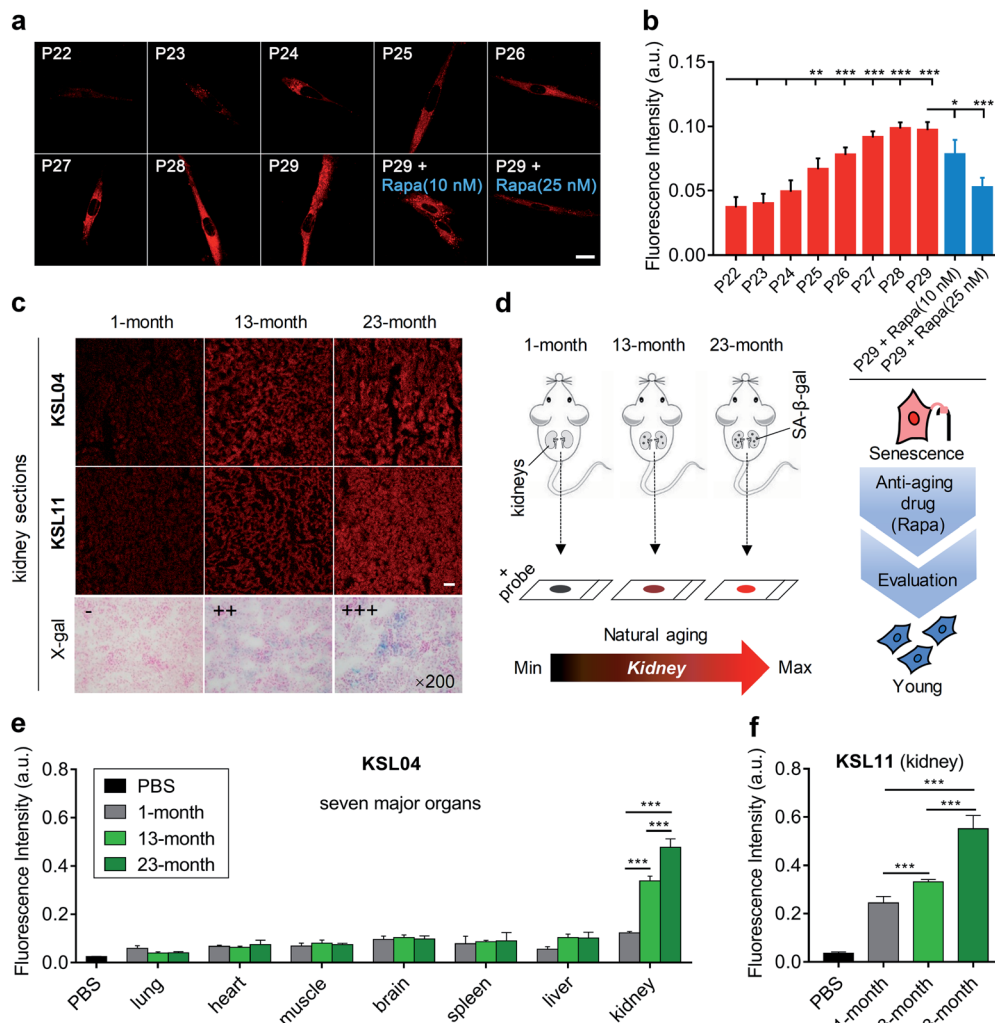 a
P22
P23
P24
P25
P26
P27
P28
P29
P29 +
Rapa(10 nM)
P29 +
Rapa(25 nM)
b
Fluorescence Intensity (a.u.)
0.15
0.10
0.05
0.00
** *** *** *** ***
* ***
P22
P23
P24
P25
P26
P27
P28
P29
P29 + Rapa(10 nM)
P29 + Rapa(25 nM)
Senescence
Anti-aging
drug
(Rapa)
Evaluation
Young
c
1-month 13-month 23-month
kidney sections
KSL04
KSL11
X-gal
-
++
+++
×200
d
1-month 13-month 23-month
SA-β-gal
kidneys
+
probe
Natural aging
Min
Kidney
Max
e
Fluorescence Intensity (a.u.)
KSL04
seven major organs
0.8
0.6
0.4
0.2
0.0
PBS
1-month
13-month
23-month
***
***
***
PBS
lung
heart
muscle
brain
spleen
liver
kidney
f
Fluorescence Intensity (a.u.)
KSL11 (kidney)
0.8
0.6
0.4
0.2
0.0
***
***
***
PBS
-month
-month
-month